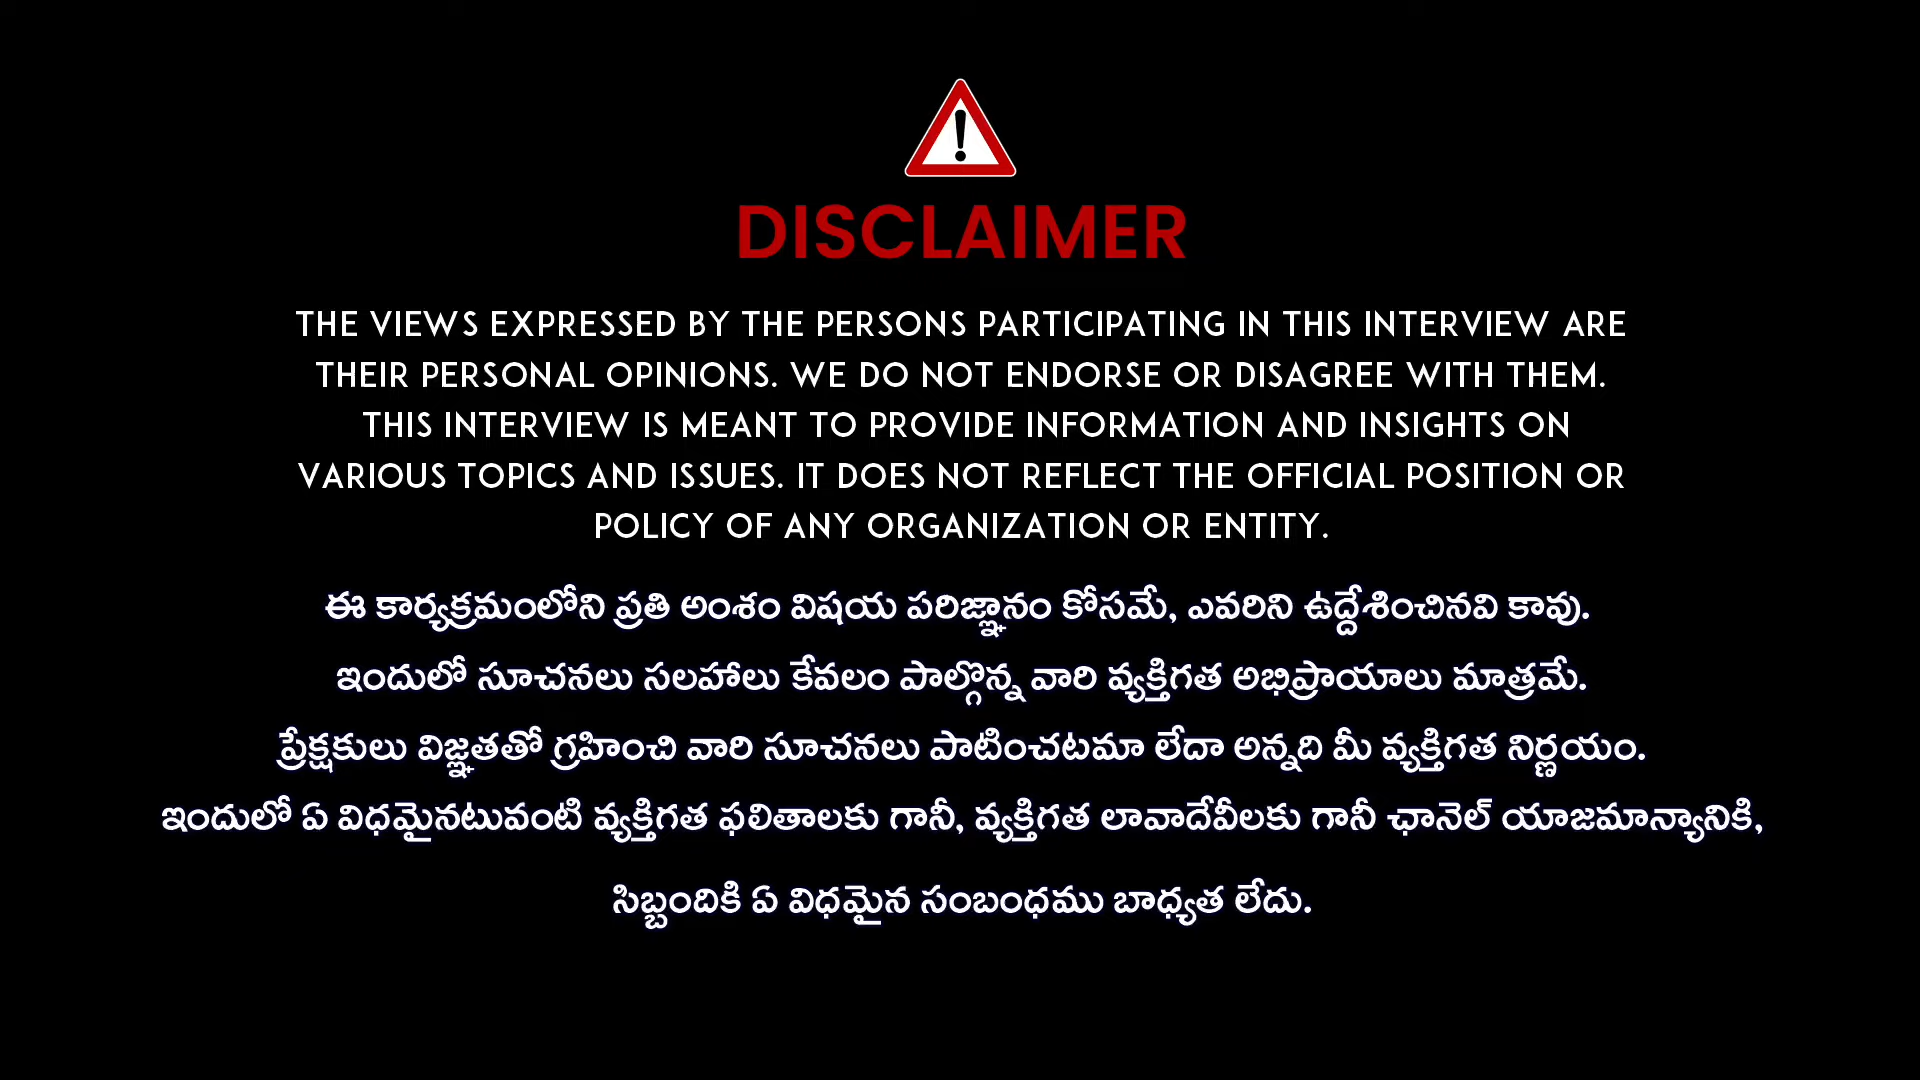 DISCLAIMER
THE VIEWS EXPRESSED BY THE PERSONS PARTICIPATING IN THIS INTERVIEW ARE
THEIR PERSONAL OPINIONS. WE DO NOT ENDORSE OR DISAGREE WITH THEM.
THIS INTERVIEW IS MEANT TO PROVIDE INFORMATION AND INSIGHTS ON
VARIOUS TOPICS AND ISSUES. IT DOES NOT REFLECT THE OFFICIAL POSITION OR
POLICY OF ANY ORGANIZATION OR ENTITY.
ఈ కార్యక్రమంలోని ప్రతి అంశం విషయ పరిజ్ఞానం కోసమే, ఎవరిని ఉద్దేశించినవి కావు.
ఇందులో సూచనలు సలహాలు కేవలం పాల్గొన్న వారి వ్యక్తిగత అభిప్రాయాలు మాత్రమే.
ప్రేక్షకులు విజ్ఞతతో గ్రహించి వారి సూచనలు పాటించటమా లేదా అన్నది మీ వ్యక్తిగత నిర్ణయం.
ఇందులో ఏ విధమైనటువంటి వ్యక్తిగత ఫలితాలకు గానీ, వ్యక్తిగత లావాదేవీలకు గానీ ఛానెల్ యాజమాన్యానికి,
సిబ్బందికి ఏ విధమైన సంబంధము బాధ్యత లేదు.